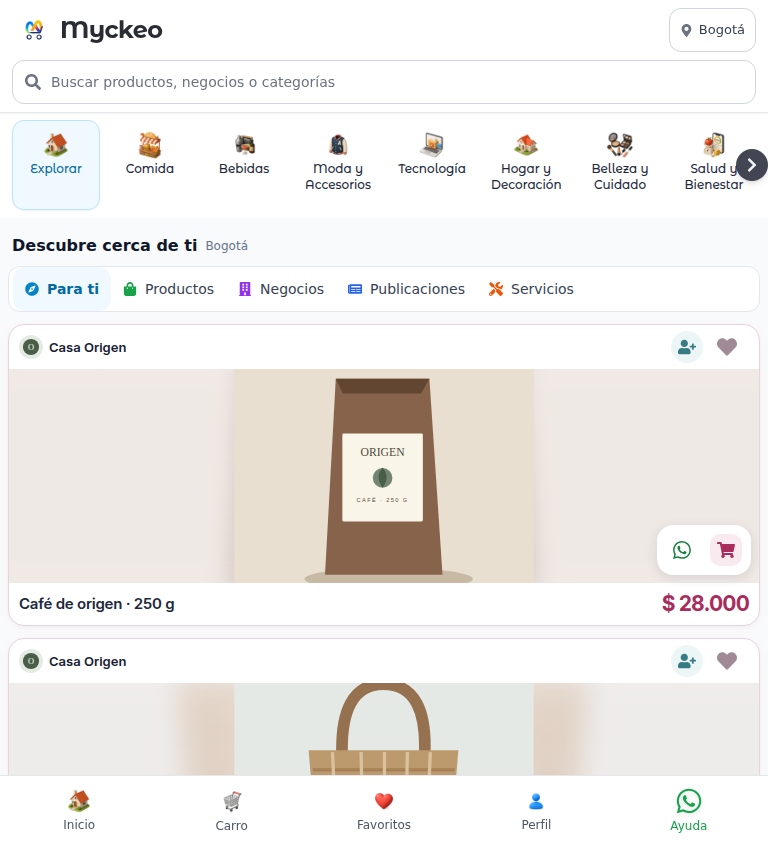 Myckeo
Bogotá
Buscar productos, negocios o categorías
Explorar
Comida
Bebidas
Moda y
Accesorios
Tecnología
Hogar y
Decoración
Belleza y
Cuidado
Salud y
Bienestar
Descubre cerca de ti Bogotá
Para ti
Productos
Negocios
Publicaciones
Servicios
O Casa Origen
ORIGEN
CAFÉ · 250 G
Café de origen · 250 g
$ 28.000
O Casa Origen
Inicio
Carro
Favoritos
Perfil
Ayuda